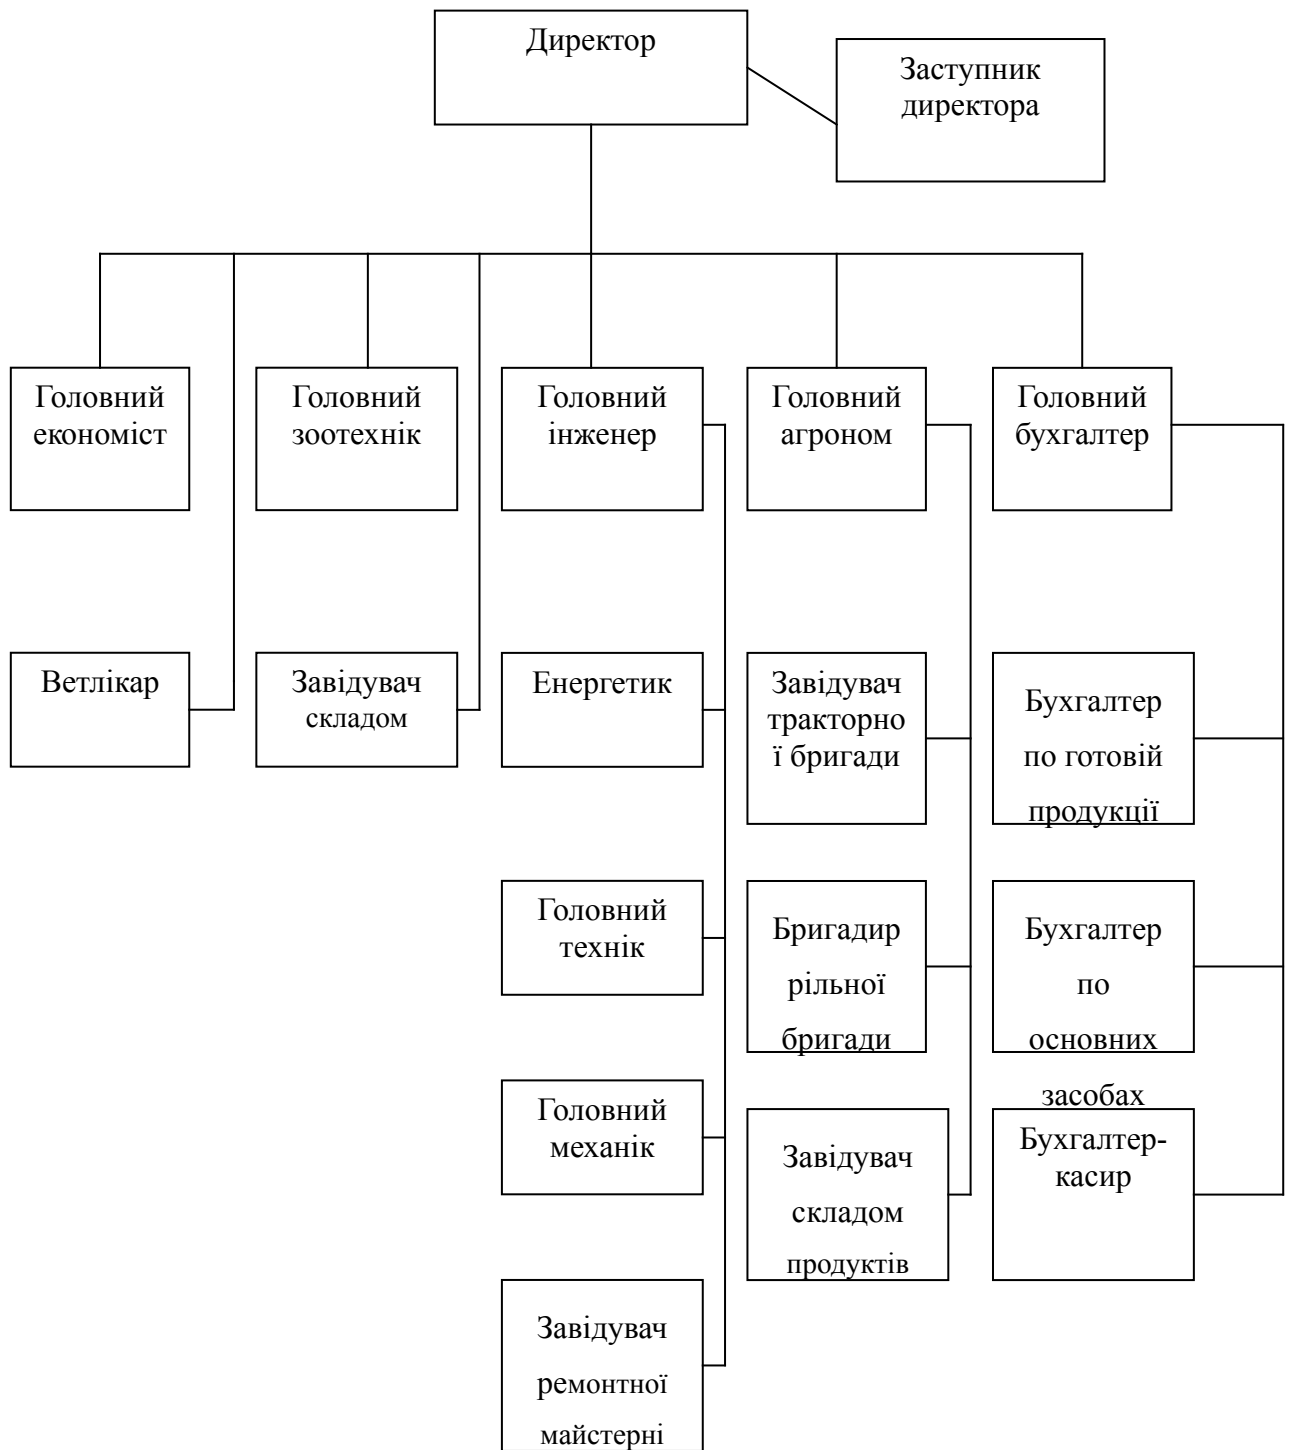 Директор
Заступник
директора
Головний
економіст
Головний
зоотехнік
Головний
інженер
Головний
агроном
Головний
бухгалтер
Ветлікар
Завідувач
складом
Енергетик
Завідувач
тракторно
ї бригади
Бухгалтер
по готовій
продукції
Головний
технік
Бригадир
рільної
бригади
Бухгалтер
по
основних
засобах
Головний
механік
Завідувач
складом
продуктів
Бухгалтер-
касир
Завідувач
ремонтної
майстерні